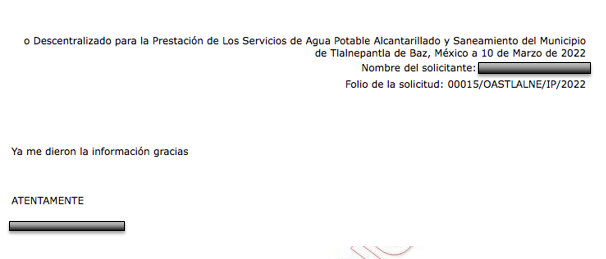 o Descentralizado para la Prestación de Los Servicios de Agua Potable Alcantarillado y Saneamiento del Municipio
de Tlalnepantla de Baz, México a 10 de Marzo de 2022
Nombre del solicitante:
Folio de la solicitud: 00015/OASTLALNE/IP/2022
Ya me dieron la información gracias
ATENTAMENTE